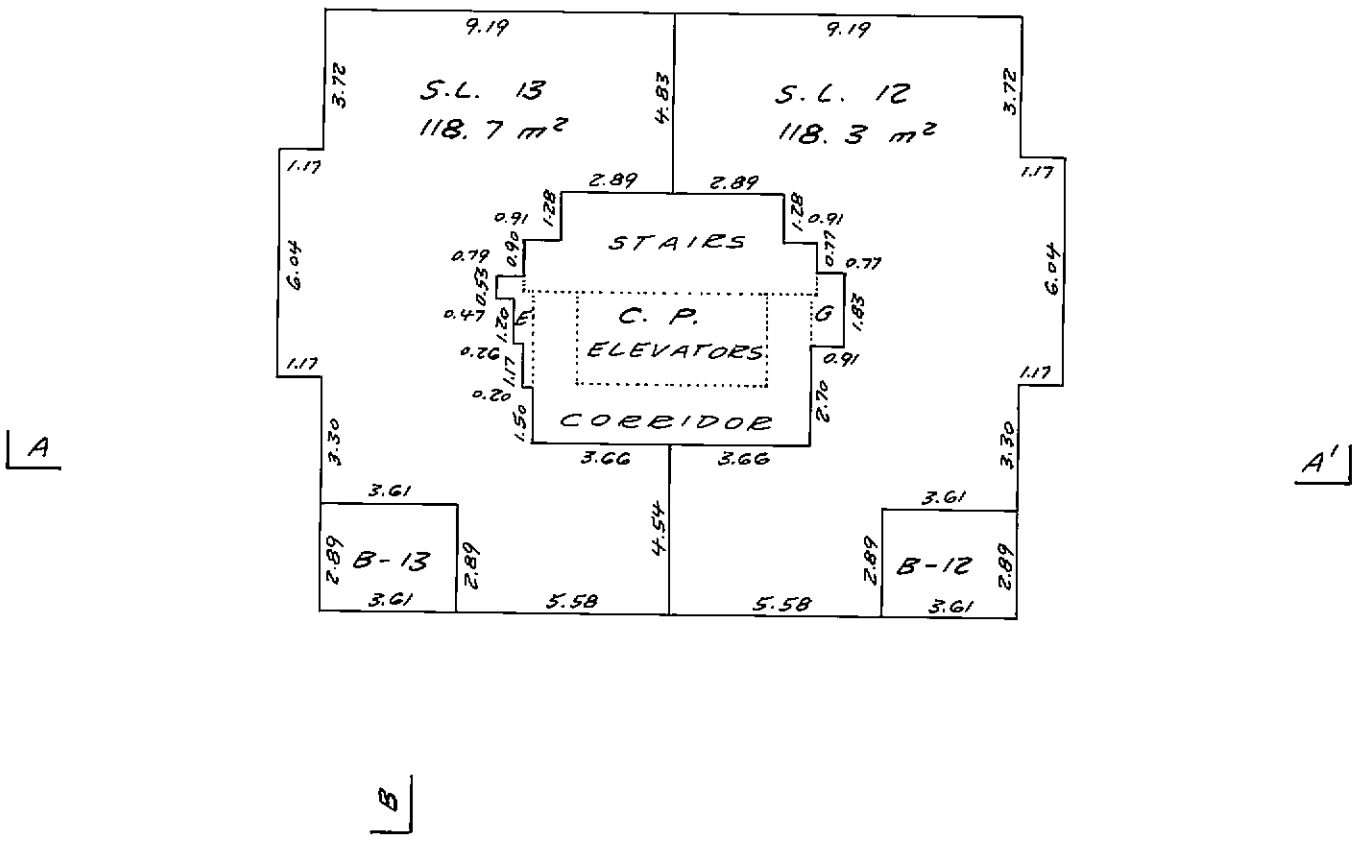 9.19 9.19
3.72 4.83 3.72
S.L. 13 S.L. 12
118.7 m² 118.3 m²
1.17 1.17
2.89 2.89
0.91 1.28 1.28 0.91
STAIRS
0.79 0.90 0.77 0.77
6.04 0.53 6.04
0.47 1.20 E C. P. G 1.83
0.26 ELEVATORS
1.17 1.17 0.91 1.17
0.20 2.70
1.50 CORRIDOR
A 3.30 3.66 3.66 3.30 A'
3.61 3.61
4.54
2.89 B-13 2.89 2.89 B-12 2.89
3.61 5.58 5.58 3.61
B